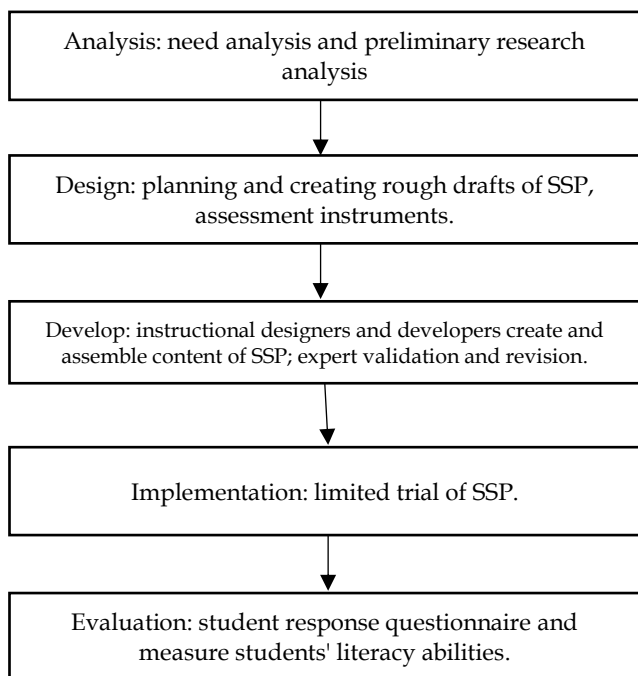 Analysis: need analysis and preliminary research
analysis
Design: planning and creating rough drafts of SSP,
assessment instruments.
Develop: instructional designers and developers create and
assemble content of SSP; expert validation and revision.
Implementation: limited trial of SSP.
Evaluation: student response questionnaire and
measure students' literacy abilities.